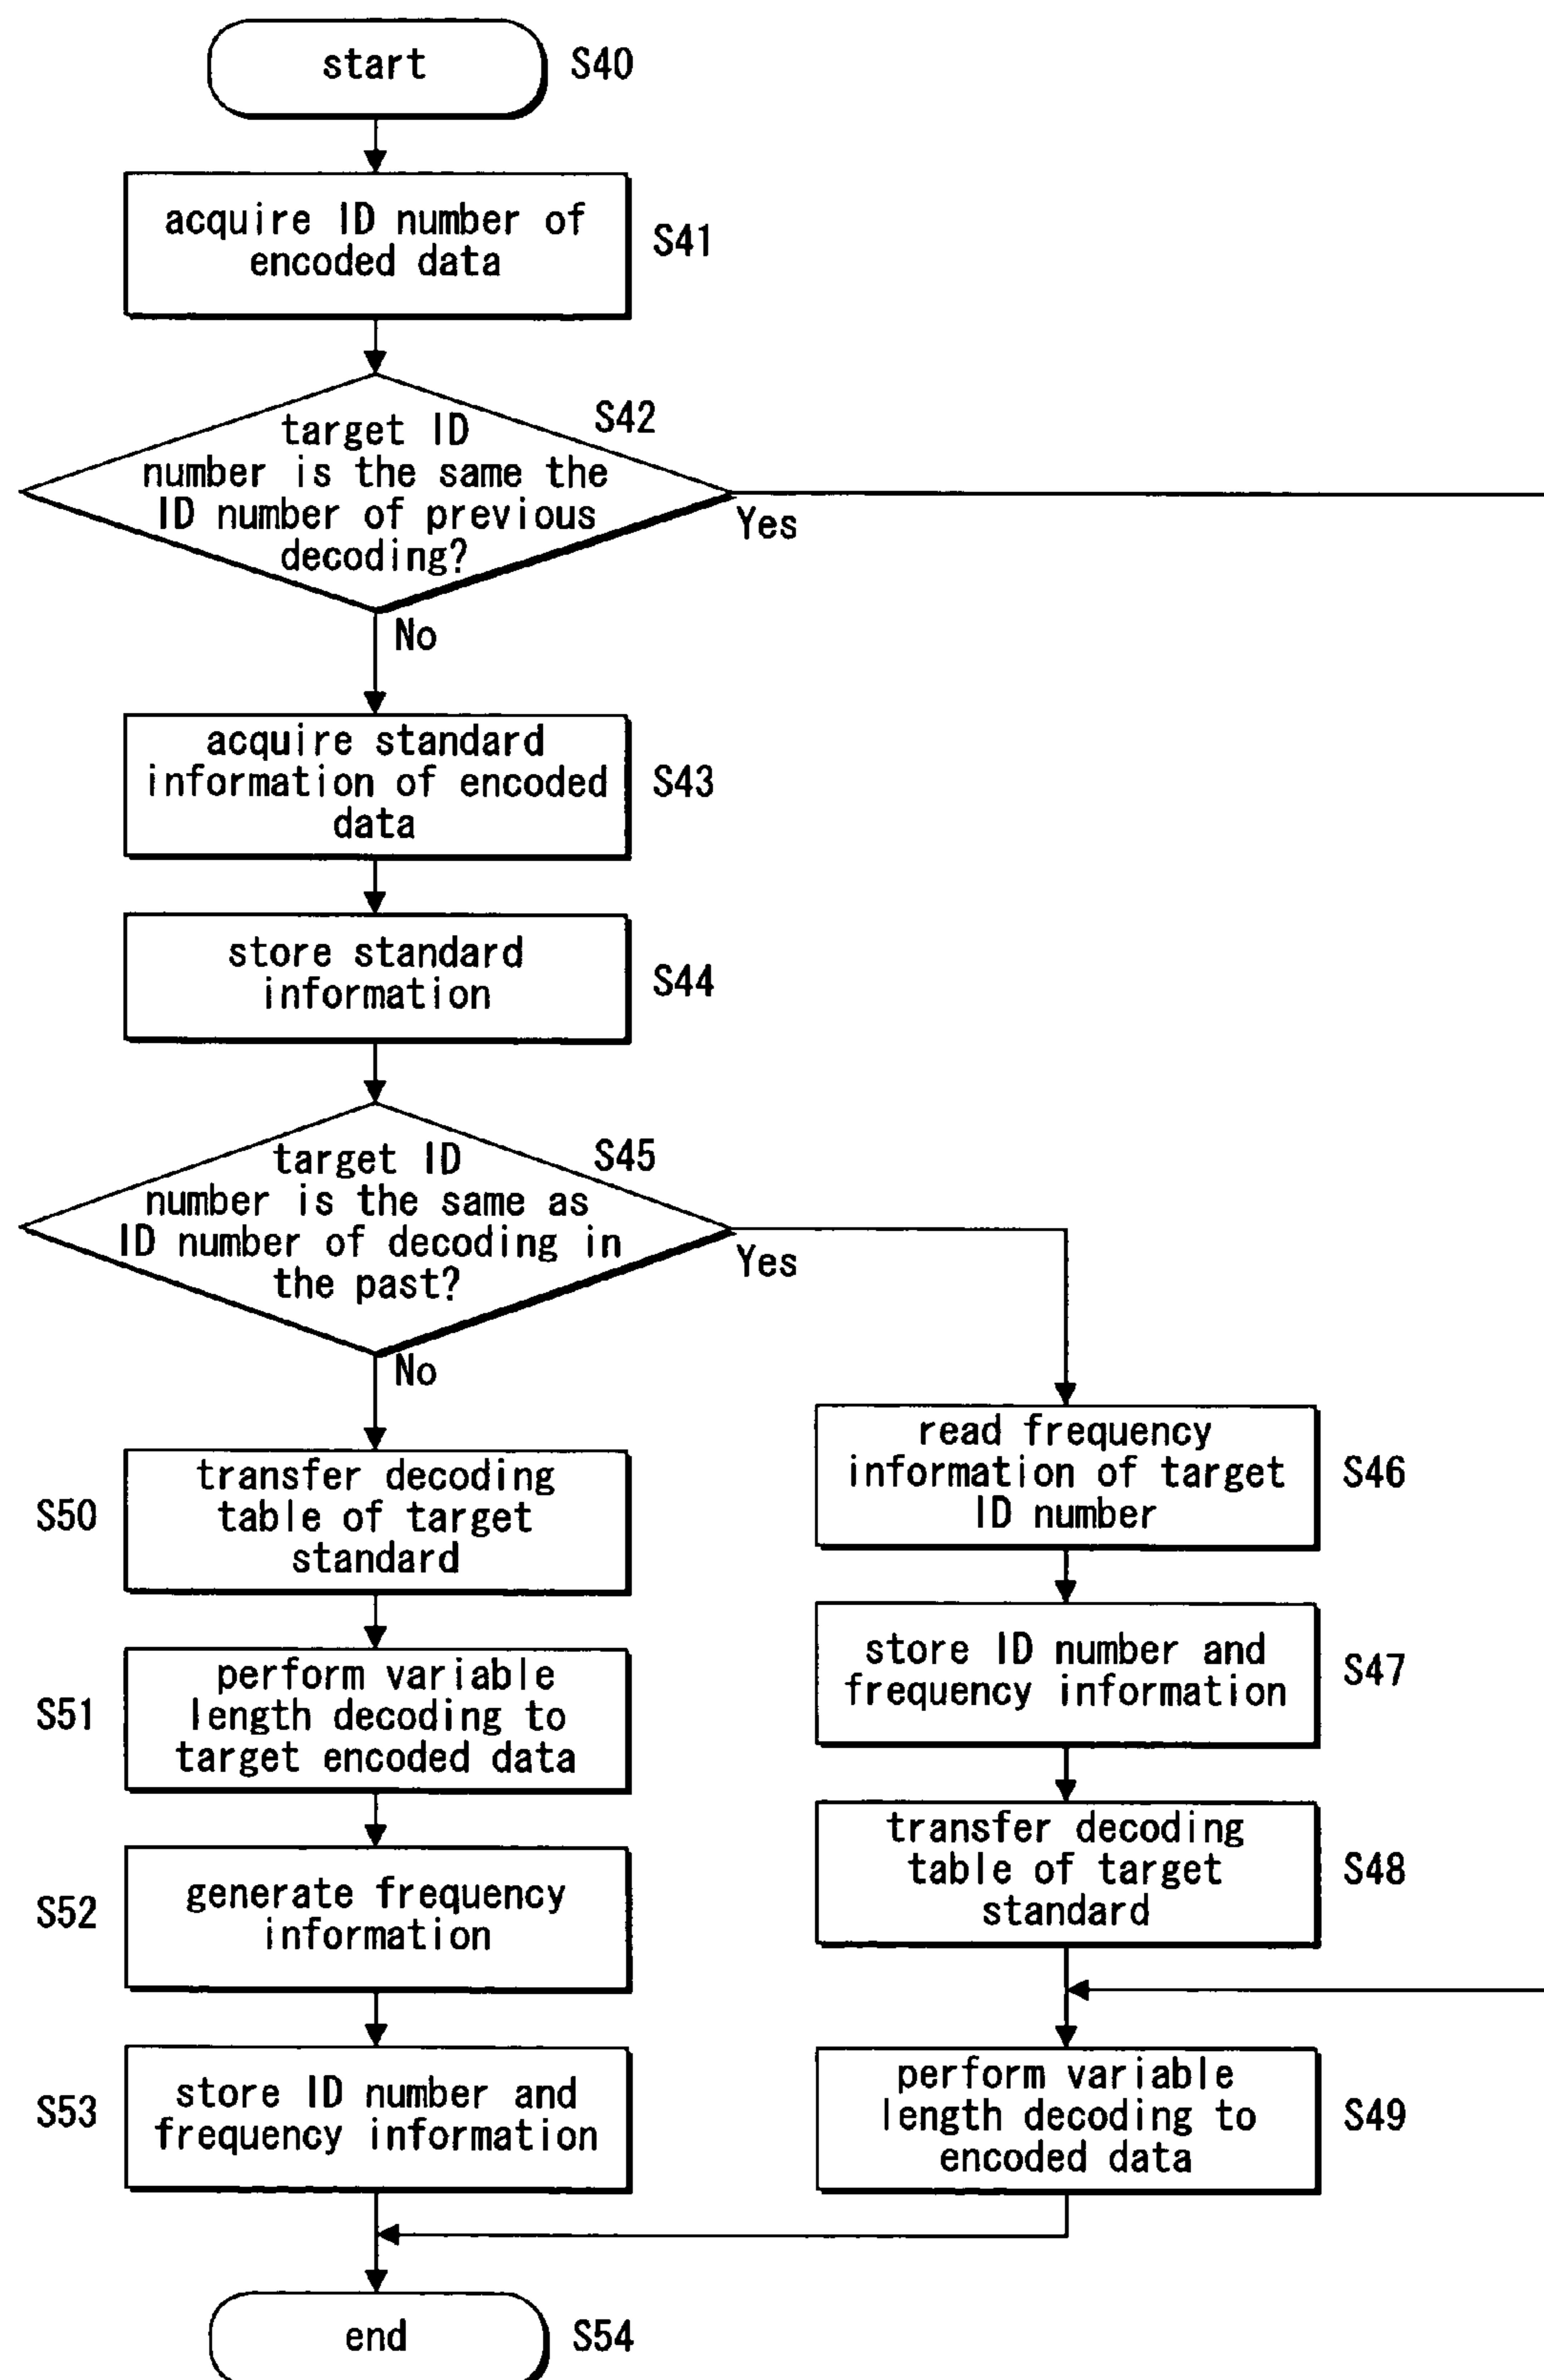 start
S40
acquire ID number of
encoded data
S41
S42
target ID
number is the same the
ID number of previous
decoding?
Yes
No
acquire standard
information of encoded
data
S43
store standard
information
S44
S45
target ID
number is the same as
ID number of decoding in
the past?
Yes
No
read frequency
information of target
ID number
S46
store ID number and
frequency information
S47
transfer decoding
table of target
standard
S48
perform variable
length decoding to
encoded data
S49
S50
transfer decoding
table of target
standard
S51
perform variable
length decoding to
target encoded data
S52
generate frequency
information
S53
store ID number and
frequency information
end
S54